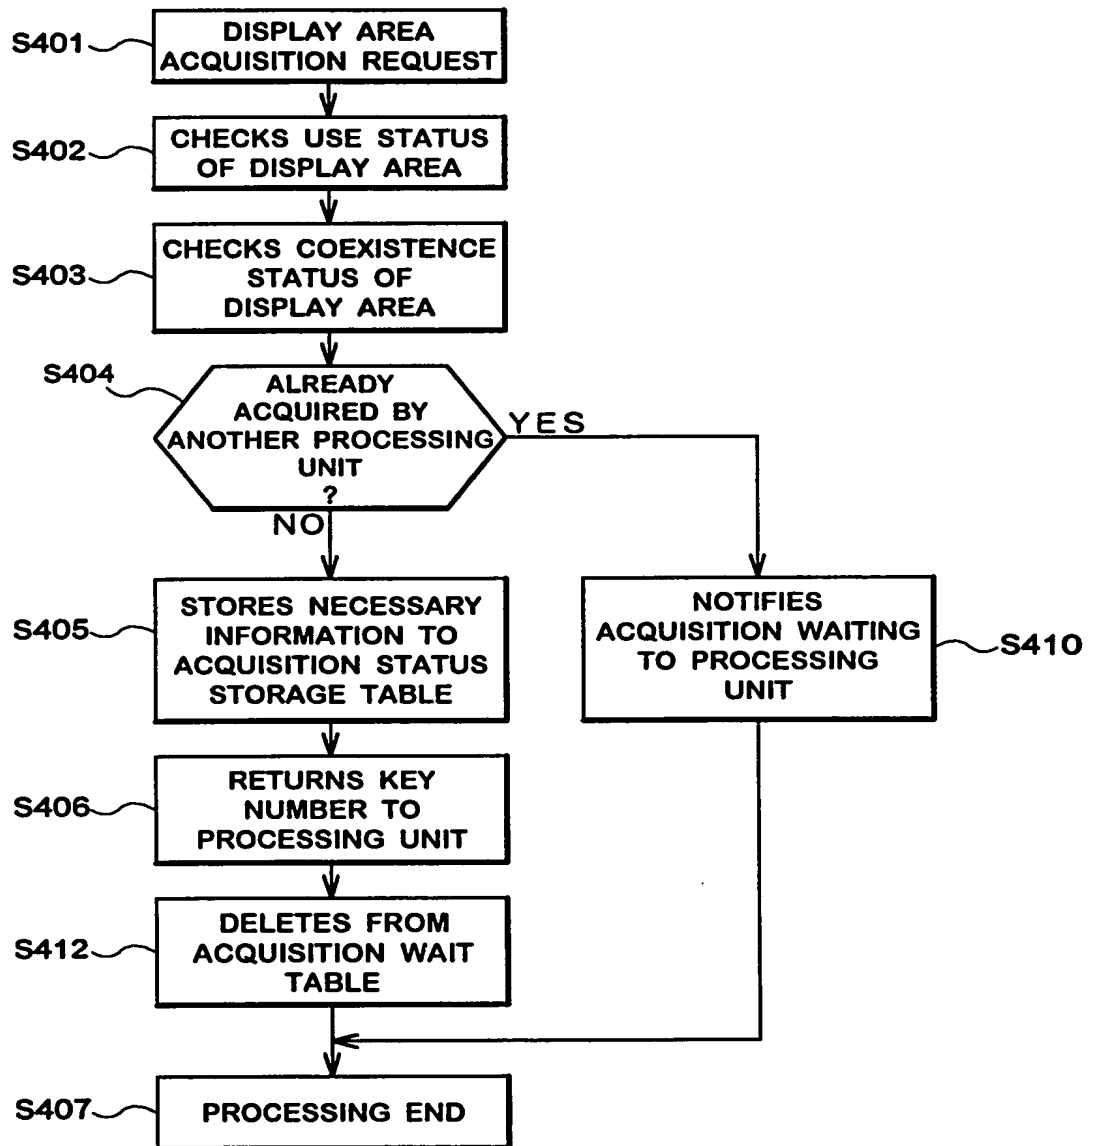 S401
DISPLAY AREA
ACQUISITION REQUEST
S402
CHECKS USE STATUS
OF DISPLAY AREA
S403
CHECKS COEXISTENCE
STATUS OF
DISPLAY AREA
S404
ALREADY
ACQUIRED BY
ANOTHER PROCESSING
UNIT
?
YES
NO
S405
STORES NECESSARY
INFORMATION TO
ACQUISITION STATUS
STORAGE TABLE
NOTIFIES
ACQUISITION WAITING
TO PROCESSING
UNIT
S410
S406
RETURNS KEY
NUMBER TO
PROCESSING UNIT
S412
DELETES FROM
ACQUISITION WAIT
TABLE
S407
PROCESSING END